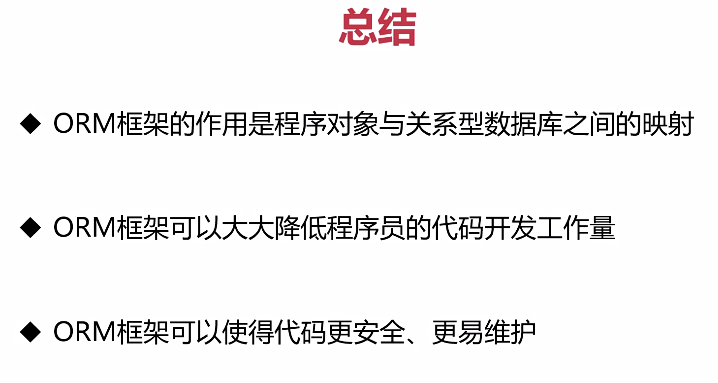 总结
◆ ORM框架的作用是程序对象与关系型数据库之间的映射
◆ ORM框架可以大大降低程序员的代码开发工作量
◆ ORM框架可以使得代码更安全、更易维护